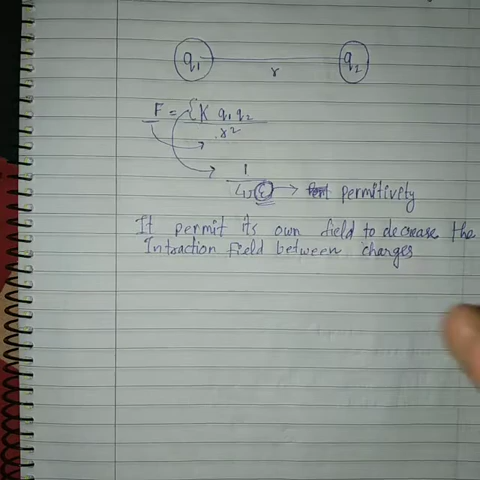 q1 q2
r
F = { K q1 q2
r2
1
4πε → permitivity
It permit its own field to decrease the
Intraction field between charges